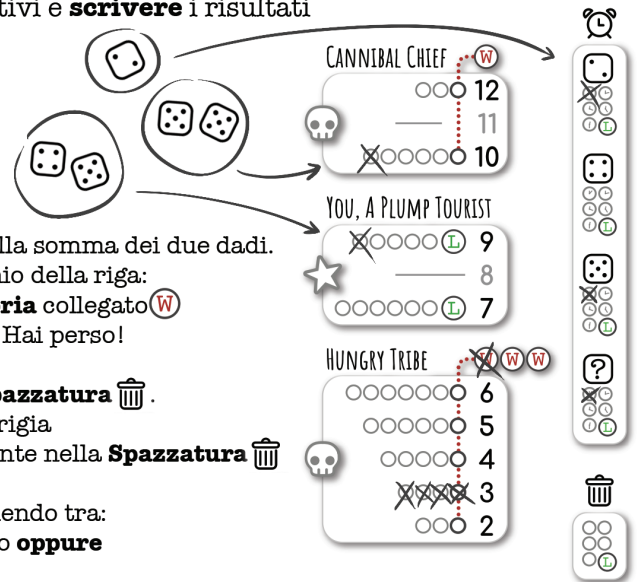 tivi e scrivere i risultati
CANNIBAL CHIEF W
12
11
10
YOU, A PLUMP TOURIST
L 9
8
L 7
HUNGRY TRIBE W W W
6
5
4
3
2
lla somma dei due dadi.
io della riga:
ria collegato W
Hai perso!
pazzatura
rigia
nte nella Spazzatura
endo tra:
o oppure
L
L
L
?
L
L